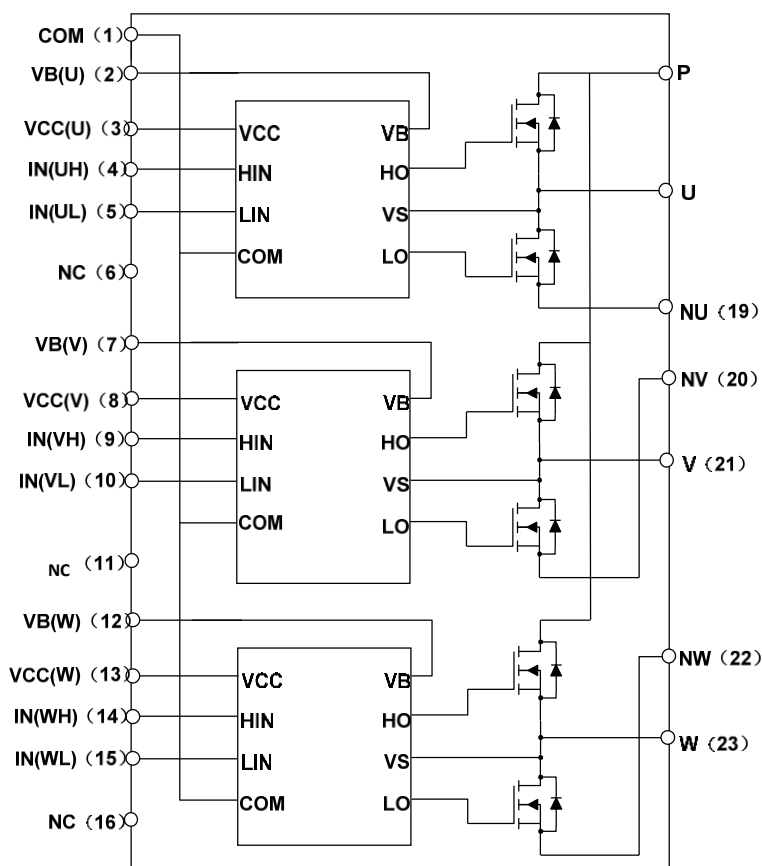 COM (1)
VB(U) (2)
VCC(U) (3)
IN(UH) (4)
IN(UL) (5)
NC (6)
VB(V) (7)
VCC(V) (8)
IN(VH) (9)
IN(VL) (10)
NC (11)
VB(W) (12)
VCC(W) (13)
IN(WH) (14)
IN(WL) (15)
NC (16)
VCC
HIN
LIN
COM
VB
HO
VS
LO
VCC
HIN
LIN
COM
VB
HO
VS
LO
VCC
HIN
LIN
COM
VB
HO
VS
LO
P
U
NU (19)
NV (20)
V (21)
NW (22)
W (23)